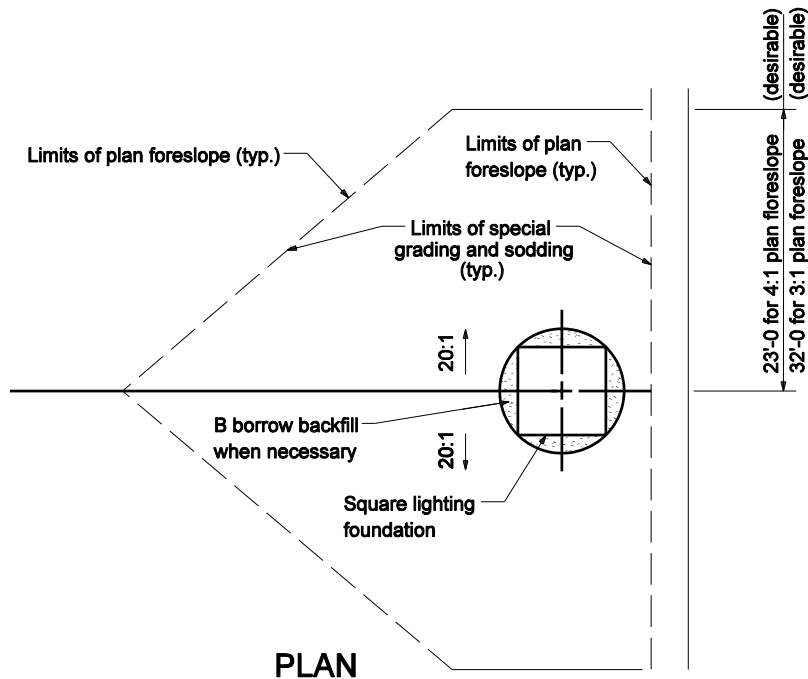 23'-0 for 4:1 plan floreslope (desirable)
32'-0 for 3:1 plan foreslope (desirable)
Limits of plan foreslope (typ.)
Limits of plan
foreslope (typ.)
Limits of special
grading and sodding
(typ.)
20:1
B borrow backfill
when necessary
20:1
Square lighting
foundation
PLAN